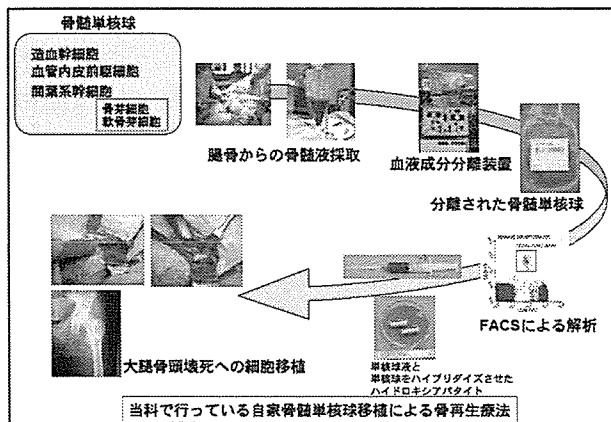 骨髄単核球
造血幹細胞
血管内皮前駆細胞
間葉系幹細胞
骨芽細胞
軟骨芽細胞
腸骨からの骨髄液採取
血液成分分離装置
分離された骨髄単核球
FACSによる解析
単核球液と
単核球をハイブリダイズさせた
ハイドロキシアパタイト
大腿骨頭壊死への細胞移植
当科で行っている自家骨髄単核球移植による骨再生療法